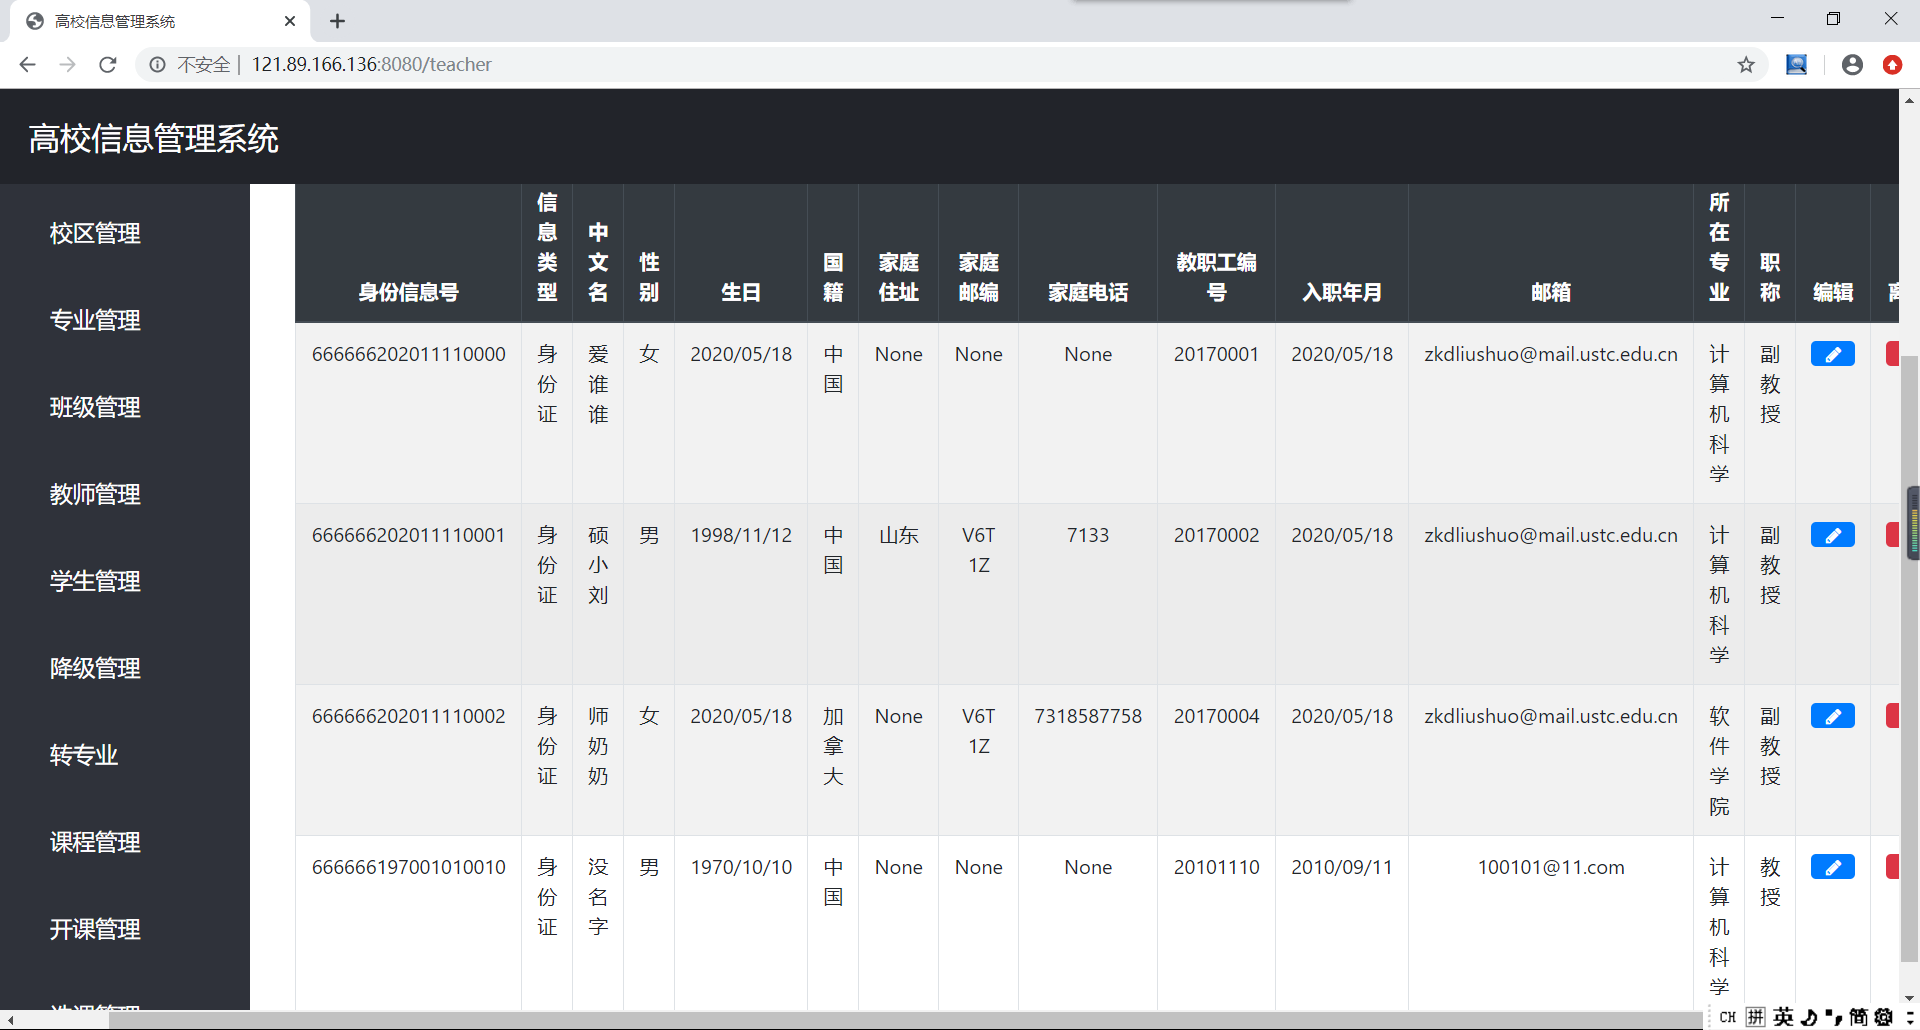 高校信息管理系统
不安全 | 121.89.166.136:8080/teacher
高校信息管理系统
校区管理
专业管理
班级管理
教师管理
学生管理
降级管理
转专业
课程管理
开课管理
身份信息号 信息类型 中文名 性别 生日 国籍 家庭住址 家庭邮编 家庭电话 教职工编号 入职年月 邮箱 所在专业 职称 编辑
666666202011110000 身份证 爱谁谁 女 2020/05/18 中国 None None None 20170001 2020/05/18 zkdliushuo@mail.ustc.edu.cn 计算机科学 副教授
666666202011110001 身份证 硕小刘 男 1998/11/12 中国 山东 V6T 1Z 7133 20170002 2020/05/18 zkdliushuo@mail.ustc.edu.cn 计算机科学 副教授
666666202011110002 身份证 师奶奶 女 2020/05/18 加拿大 None V6T 1Z 7318587758 20170004 2020/05/18 zkdliushuo@mail.ustc.edu.cn 软件学院 副教授
666666197001010010 身份证 没名字 男 1970/10/10 中国 None None None 20101110 2010/09/11 100101@11.com 计算机科学 教授
CH 拼 英 简